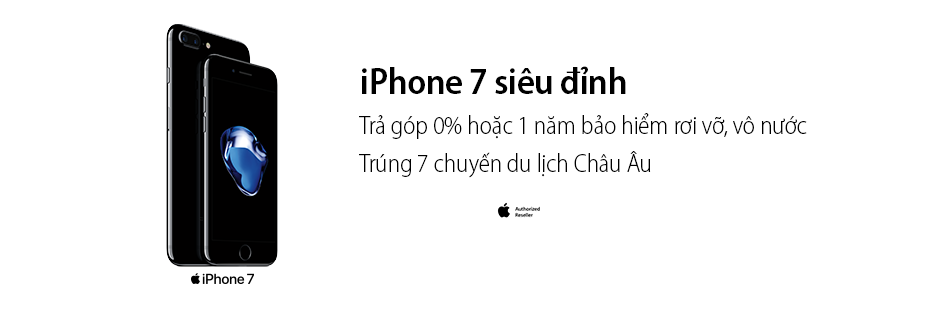 iPhone 7 siêu đỉnh
Trả góp 0% hoặc 1 năm bảo hiểm rơi vỡ, vô nước
Trúng 7 chuyến du lịch Châu Âu
Authorized
Reseller
iPhone 7